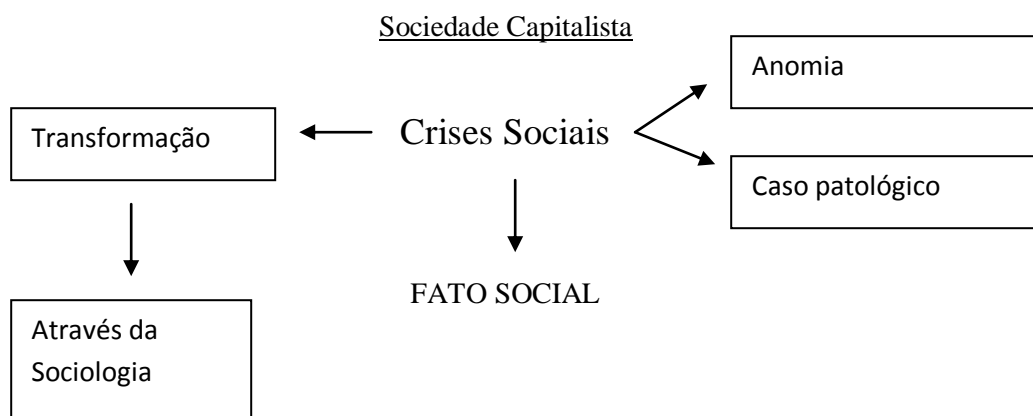 Sociedade Capitalista
Anomia
Transformação
Crises Sociais
Caso patológico
FATO SOCIAL
Através da
Sociologia